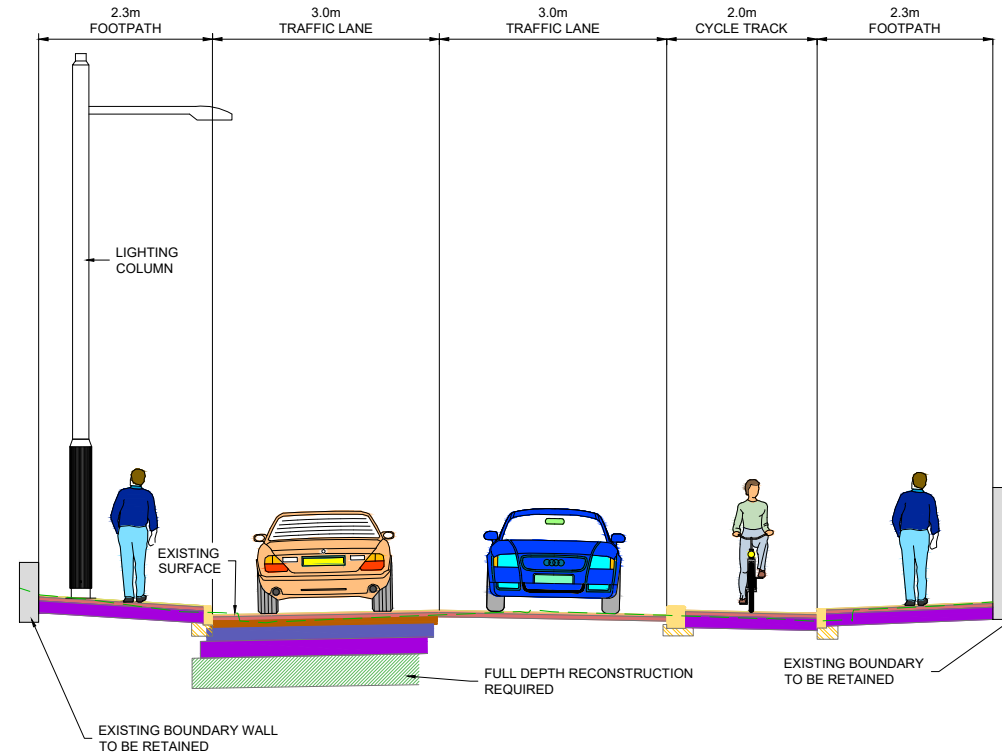 2.3m
FOOTPATH
3.0m
TRAFFIC LANE
3.0m
TRAFFIC LANE
2.0m
CYCLE TRACK
2.3m
FOOTPATH
LIGHTING
COLUMN
EXISTING
SURFACE
FULL DEPTH RECONSTRUCTION
REQUIRED
EXISTING BOUNDARY
TO BE RETAINED
EXISTING BOUNDARY WALL
TO BE RETAINED